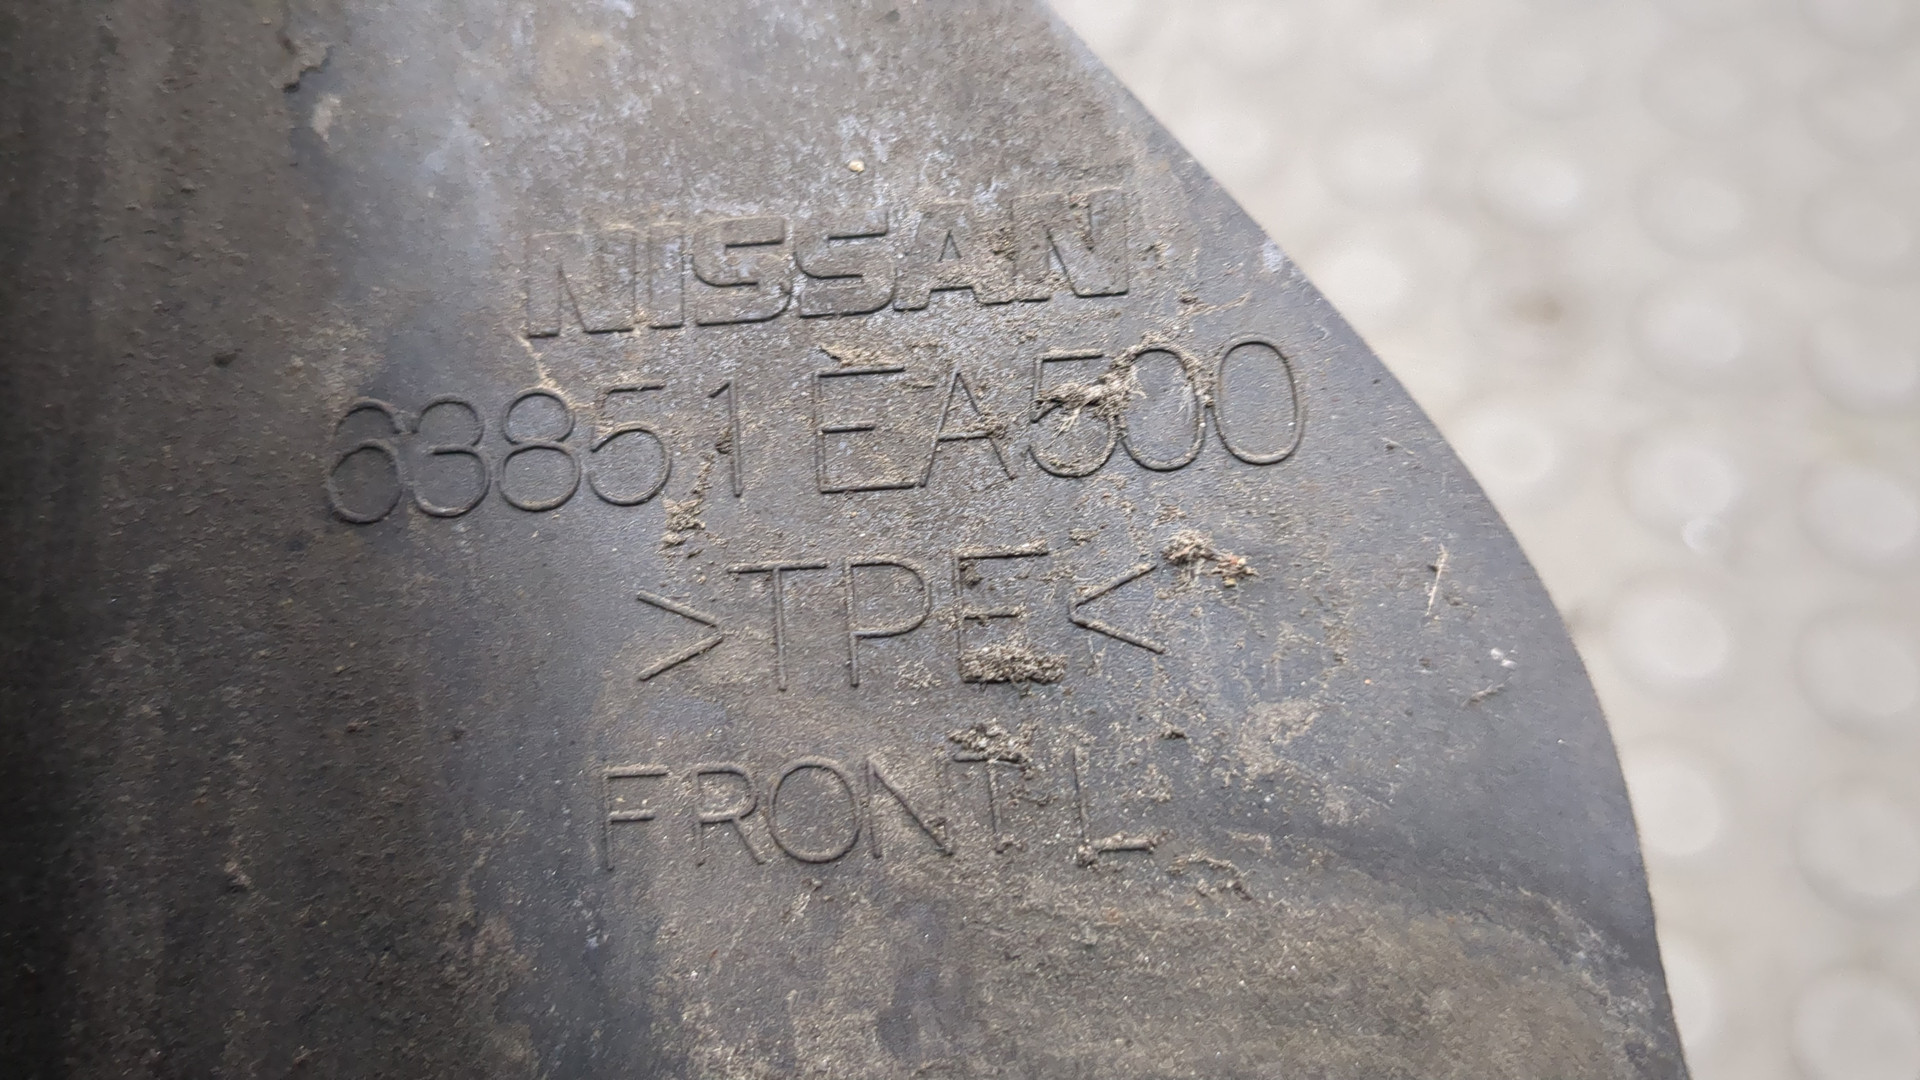 NISSAN
63851 EA500
>TPE<
FRONT L